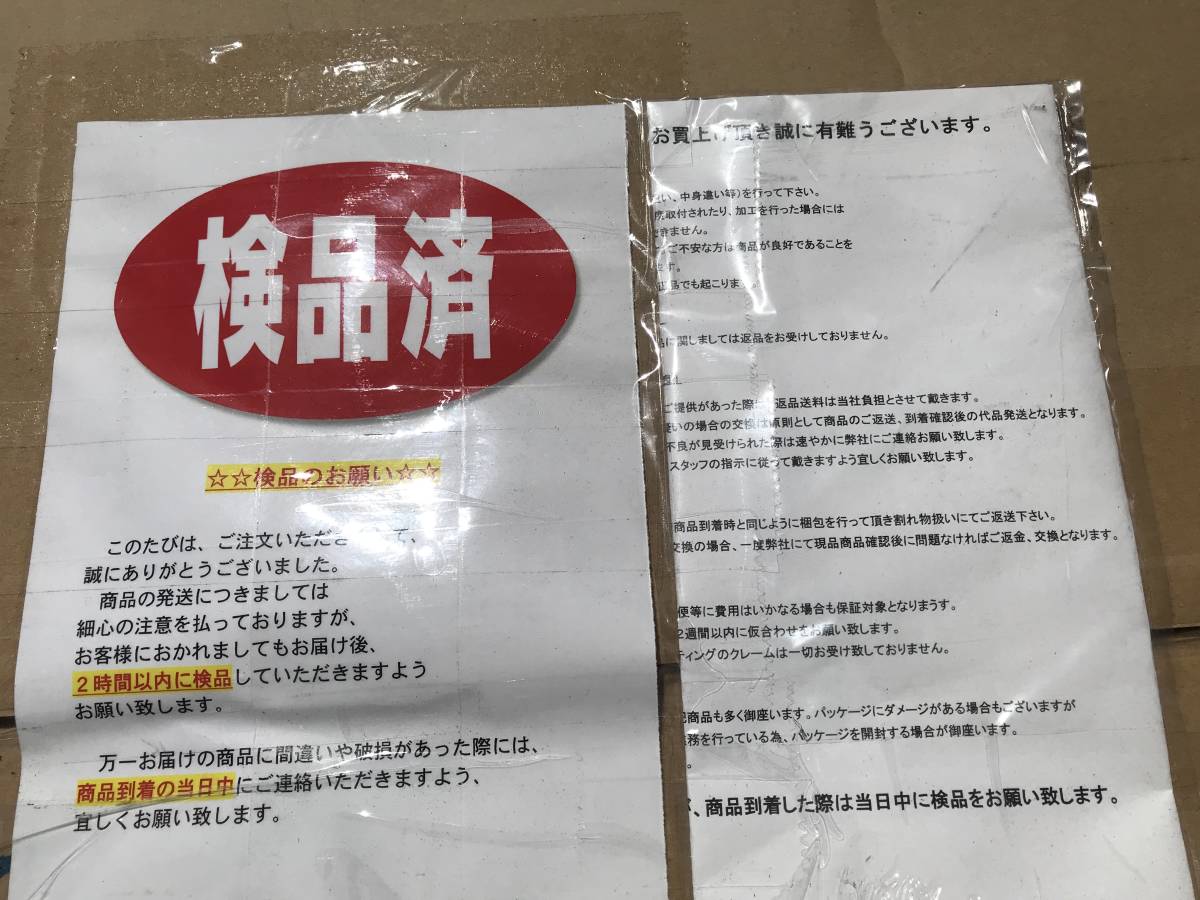 検品済
☆☆検品のお願い☆☆
このたびは、ご注文いただき
誠にありがとうございました。
商品の発送につきましては
細心の注意を払っておりますが、
お客様におかれましてもお届け後、
2時間以内に検品していただきますよう
お願い致します。
万一お届けの商品に間違いや破損があった際には、
商品到着の当日中にご連絡いただきますよう、
宜しくお願い致します。
お買上げ頂き誠に有難うございます。
い、中身違い等)を行って下さい。
取付されたり、加工を行った場合には
きません。
ご不安な方は商品が良好であることを
ます。
正品でも起こります。
に関しましては返品をお受けしておりません。
ご提供があった際は、返品送料は当社負担とさせて戴きます。
違いの場合の交換は原則として商品のご返送、到着確認後の代品発送となります。
不良が見受けられた際は速やかに弊社にご連絡お願い致します。
スタッフの指示に従って戴きますよう宜しくお願い致します。
商品到着時と同じように梱包を行って頂き割れ物扱いにてご返送下さい。
交換の場合、一度弊社にて現品商品確認後に問題なければご返金、交換となります。
便等に費用はいかなる場合も保証対象となりまうす。
2週間以内に仮合わせをお願い致します。
ティングのクレームは一切お受け致しておりません。
商品も多く御座います。パッケージにダメージがある場合もございますが
務を行っている為、パッケージを開封する場合が御座います。
、商品到着した際は当日中に検品をお願い致します。